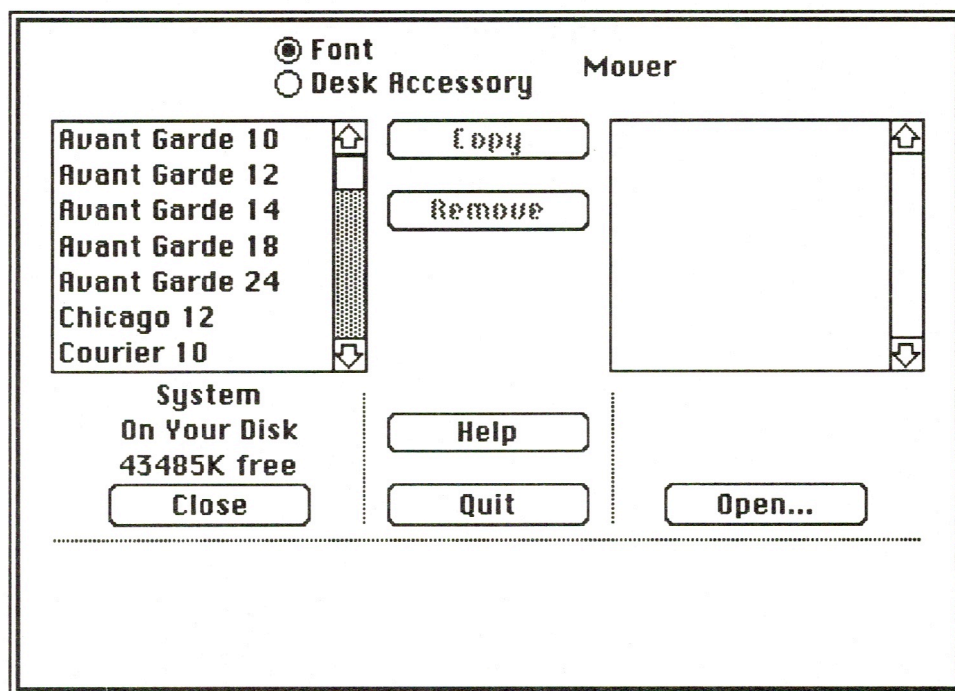 Font
Desk Accessory
Mover
Avant Garde 10
Avant Garde 12
Avant Garde 14
Avant Garde 18
Avant Garde 24
Chicago 12
Courier 10
Copy
Remove
System
On Your Disk
43485K free
Close
Help
Quit
Open...